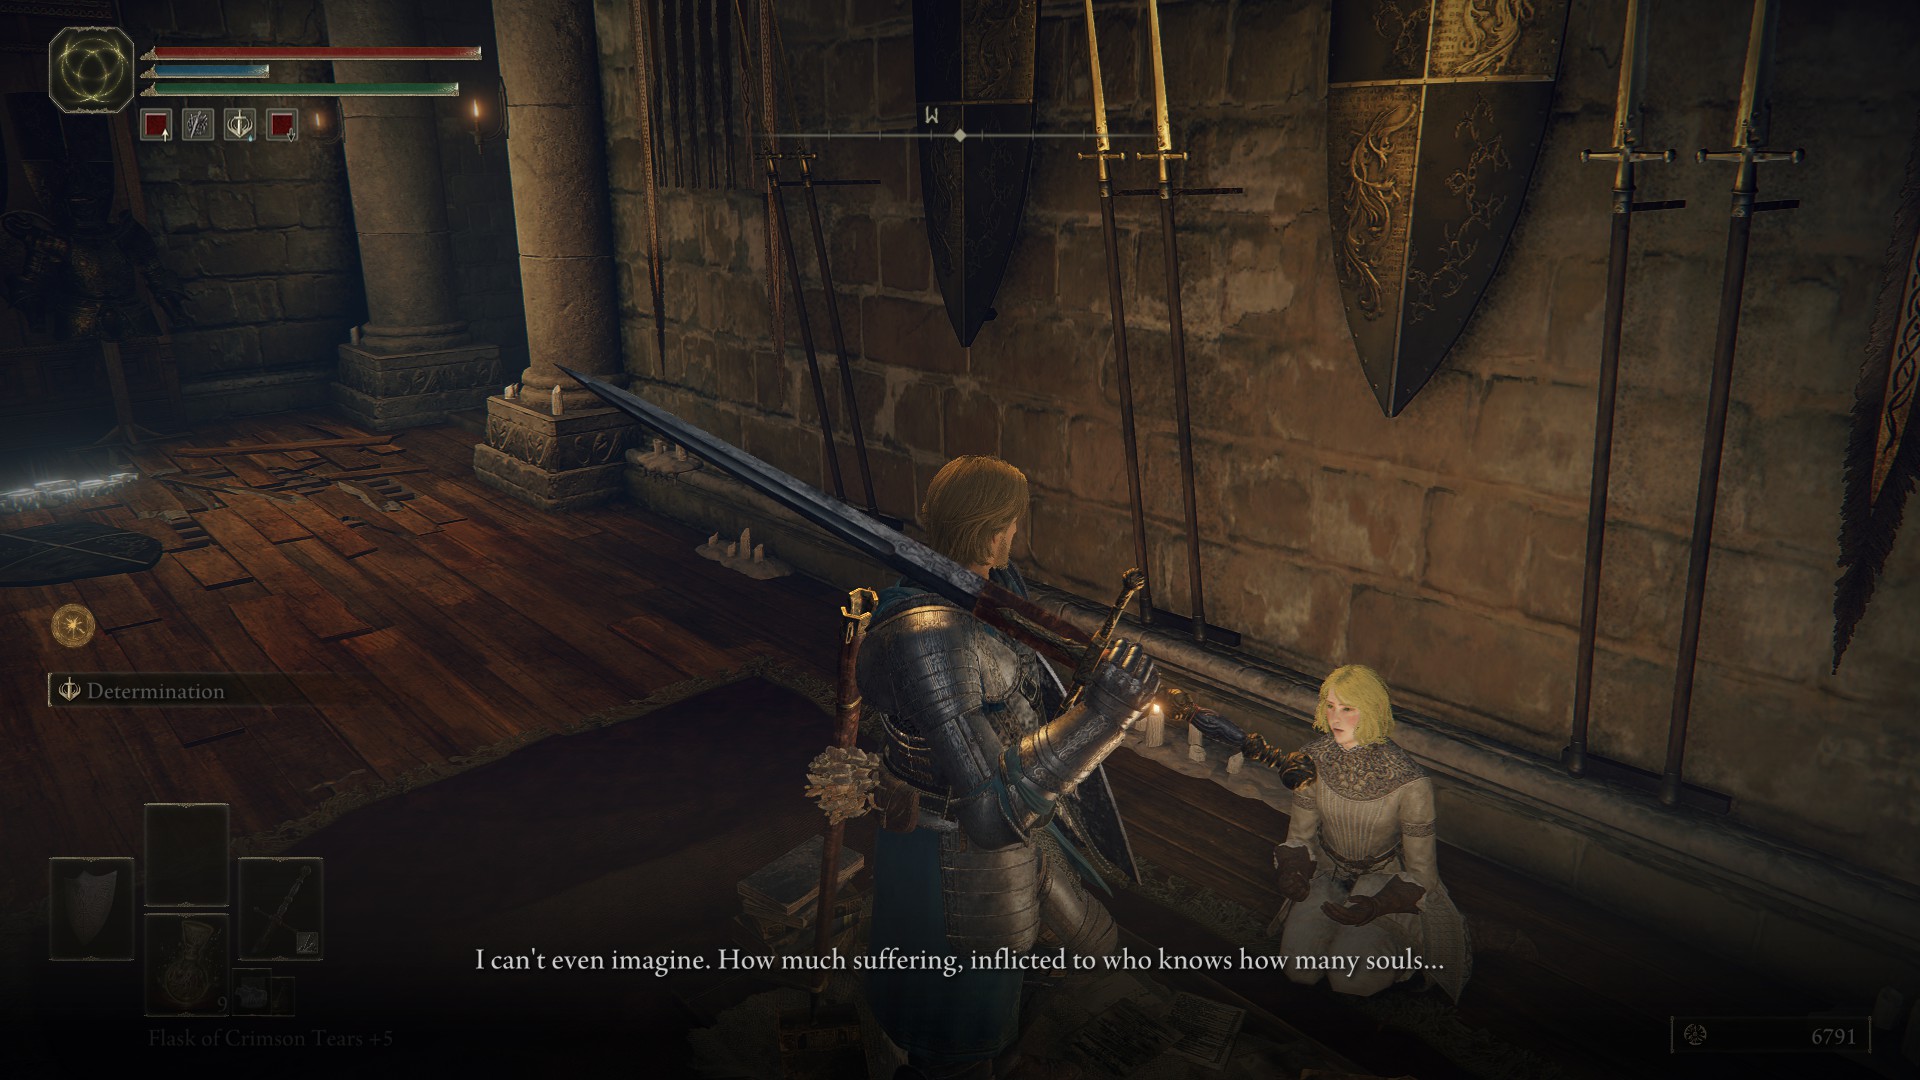 W
Determination
I can't even imagine. How much suffering, inflicted to who knows how many souls...
9
Flask of Crimson Tears +5
6791